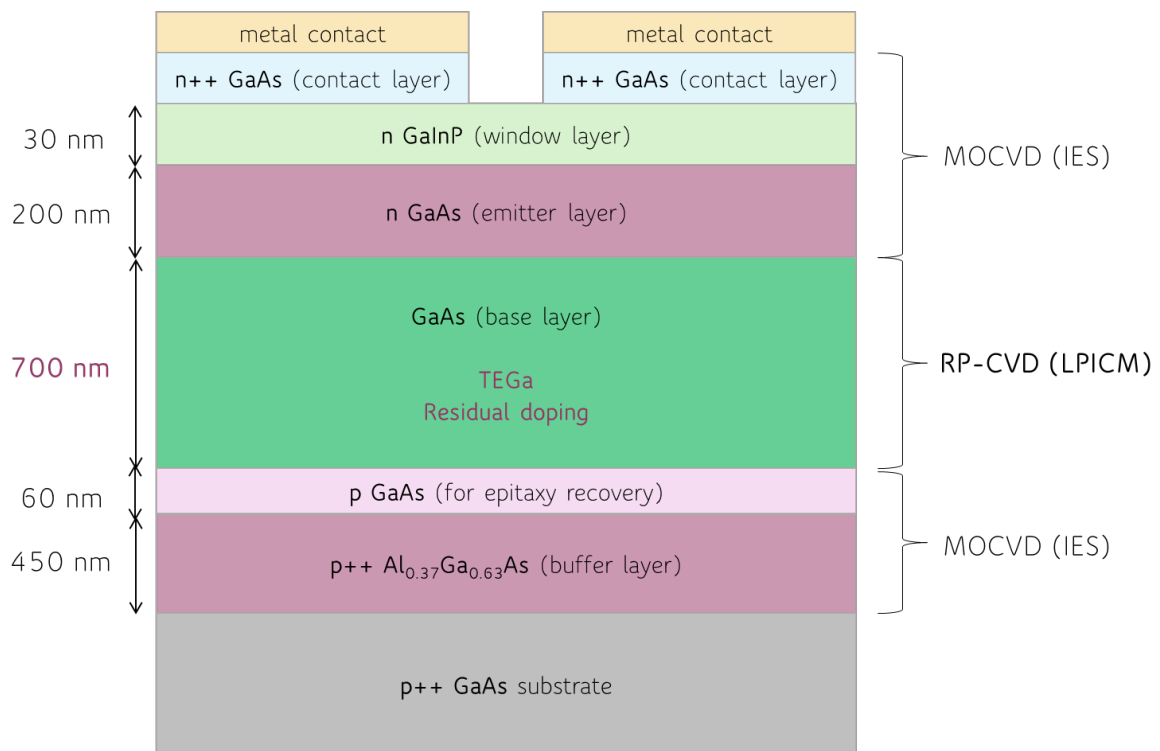 metal contact
metal contact
n++ GaAs (contact layer)
n++ GaAs (contact layer)
30 nm
n GaInP (window layer)
MOCVD (IES)
200 nm
n GaAs (emitter layer)
GaAs (base layer)
700 nm
TEGa
Residual doping
RP-CVD (LPICM)
60 nm
p GaAs (for epitaxy recovery)
450 nm
p++ Al0.37Ga0.63As (buffer layer)
MOCVD (IES)
p++ GaAs substrate